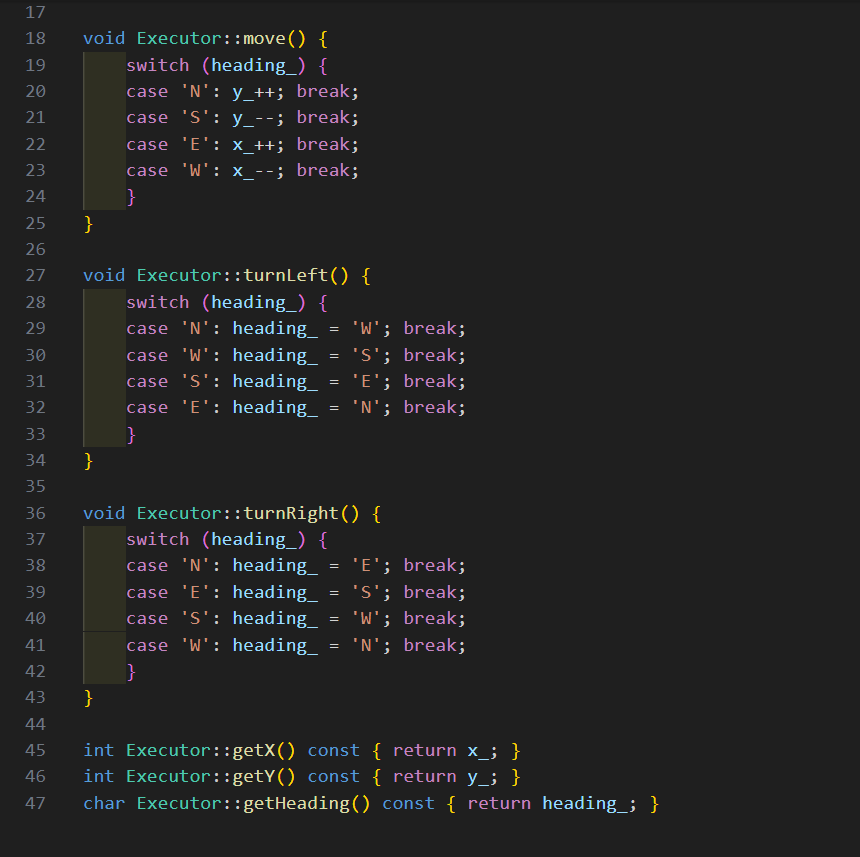 17
18 void Executor::move() {
19     switch (heading_) {
20     case 'N': y_++; break;
21     case 'S': y_--; break;
22     case 'E': x_++; break;
23     case 'W': x_--; break;
24     }
25 }
26
27 void Executor::turnLeft() {
28     switch (heading_) {
29     case 'N': heading_ = 'W'; break;
30     case 'W': heading_ = 'S'; break;
31     case 'S': heading_ = 'E'; break;
32     case 'E': heading_ = 'N'; break;
33     }
34 }
35
36 void Executor::turnRight() {
37     switch (heading_) {
38     case 'N': heading_ = 'E'; break;
39     case 'E': heading_ = 'S'; break;
40     case 'S': heading_ = 'W'; break;
41     case 'W': heading_ = 'N'; break;
42     }
43 }
44
45 int Executor::getX() const { return x_; }
46 int Executor::getY() const { return y_; }
47 char Executor::getHeading() const { return heading_; }